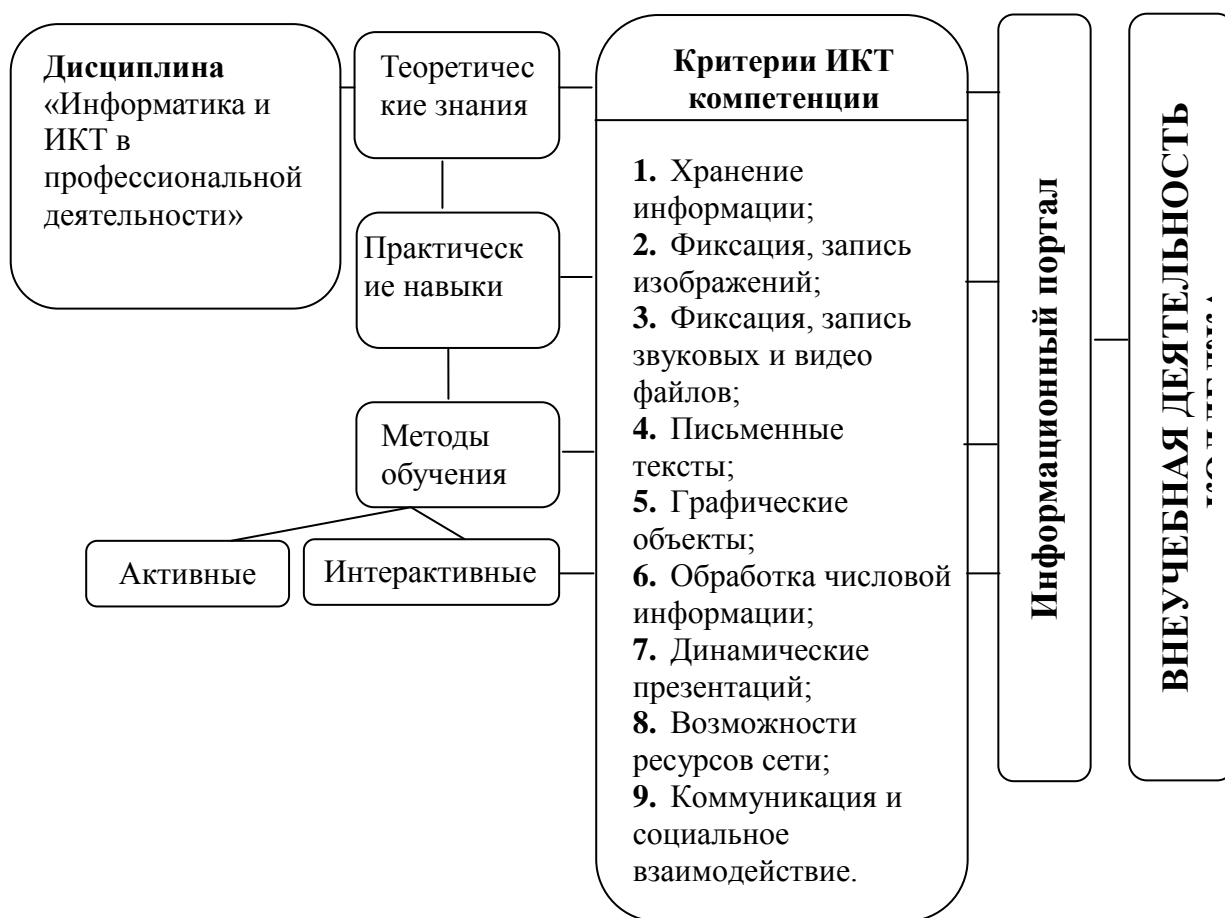 Дисциплина
«Информатика и
ИКТ в
профессиональной
деятельности»
Теоретичес
кие знания
Практическ
ие навыки
Методы
обучения
Активные
Интерактивные
Критерии ИКТ
компетенции
1. Хранение
информации;
2. Фиксация, запись
изображений;
3. Фиксация, запись
звуковых и видео
файлов;
4. Письменные
тексты;
5. Графические
объекты;
6. Обработка числовой
информации;
7. Динамические
презентаций;
8. Возможности
ресурсов сети;
9. Коммуникация и
социальное
взаимодействие.
Информационный портал
ВНЕУЧЕБНАЯ ДЕЯТЕЛЬНОСТЬ